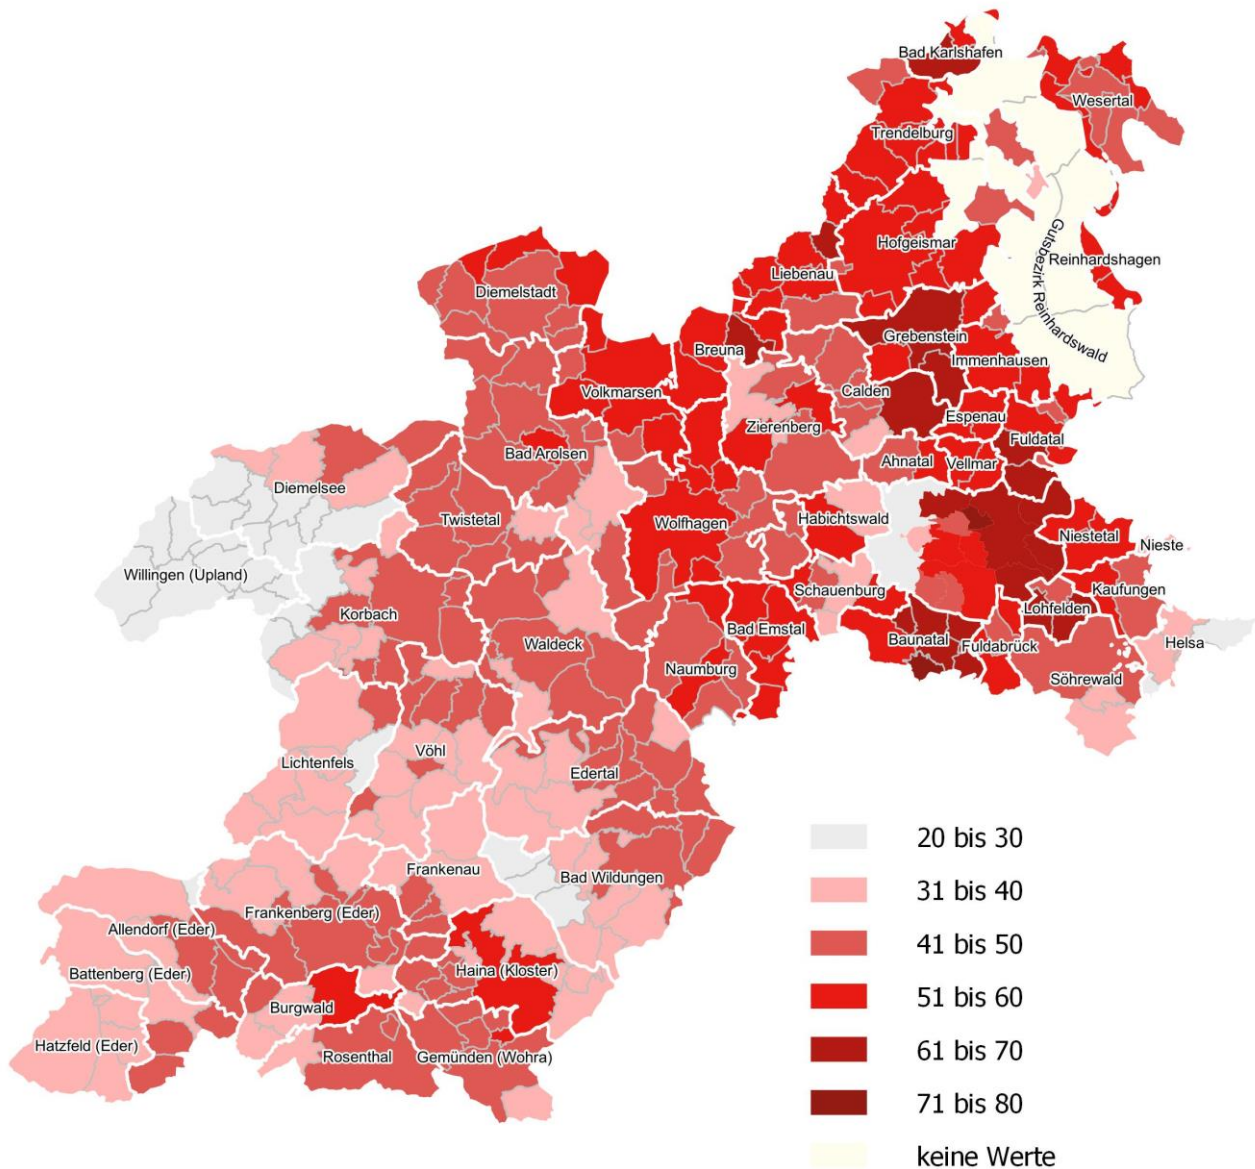 Bad Karlshafen
Wesertal
Trendelburg
Hofgeismar
Gutsbezirk Reinhardswald
Reinhardshagen
Liebenau
Diemelstadt
Grebenstein
Breuna
Immenhausen
Volkmarsen
Calden
Espenau
Zierenberg
Fuldatal
Bad Arolsen
Ahnatal
Vellmar
Diemelsee
Twistetal
Wolfhagen
Habichtswald
Niestetal
Nieste
Willingen (Upland)
Schauenburg
Kaufungen
Korbach
Lohfelden
Bad Emstal
Baunatal
Fuldabrück
Helsa
Waldeck
Naumburg
Söhrewald
Vöhl
Lichtenfels
Edertal
Frankenau
Bad Wildungen
Frankenberg (Eder)
Allendorf (Eder)
Battenberg (Eder)
Haina (Kloster)
Burgwald
Hatzfeld (Eder)
Rosenthal
Gemünden (Wohra)
20 bis 30
31 bis 40
41 bis 50
51 bis 60
61 bis 70
71 bis 80
keine Werte